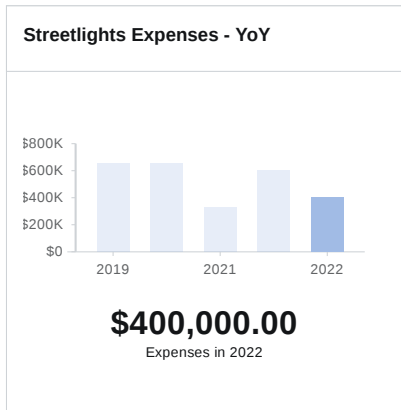 Streetlights Expenses - YoY
$800K
$600K
$400K
$200K
$0
2019 2021 2022
$400,000.00
Expenses in 2022